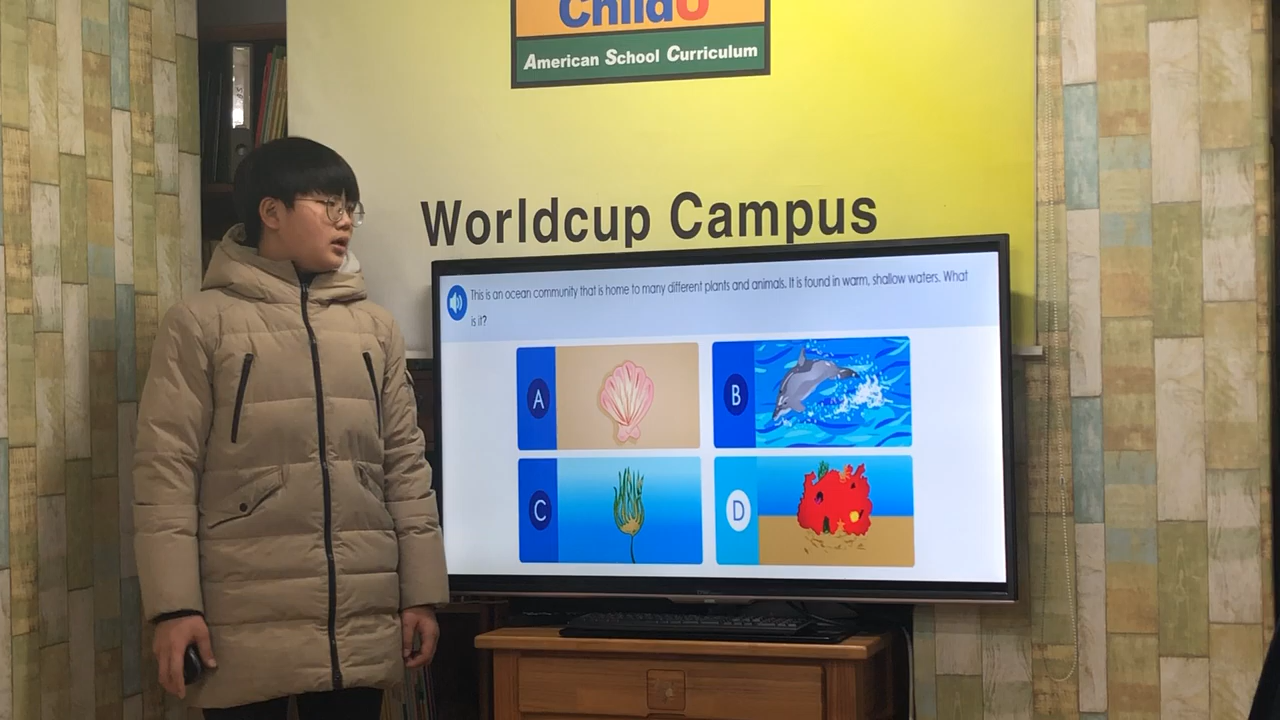 ChildU
American School Curriculum
Worldcup Campus
This is an ocean community that is home to many different plants and animals. It is found in warm, shallow waters. What
is it?
A
B
C
D